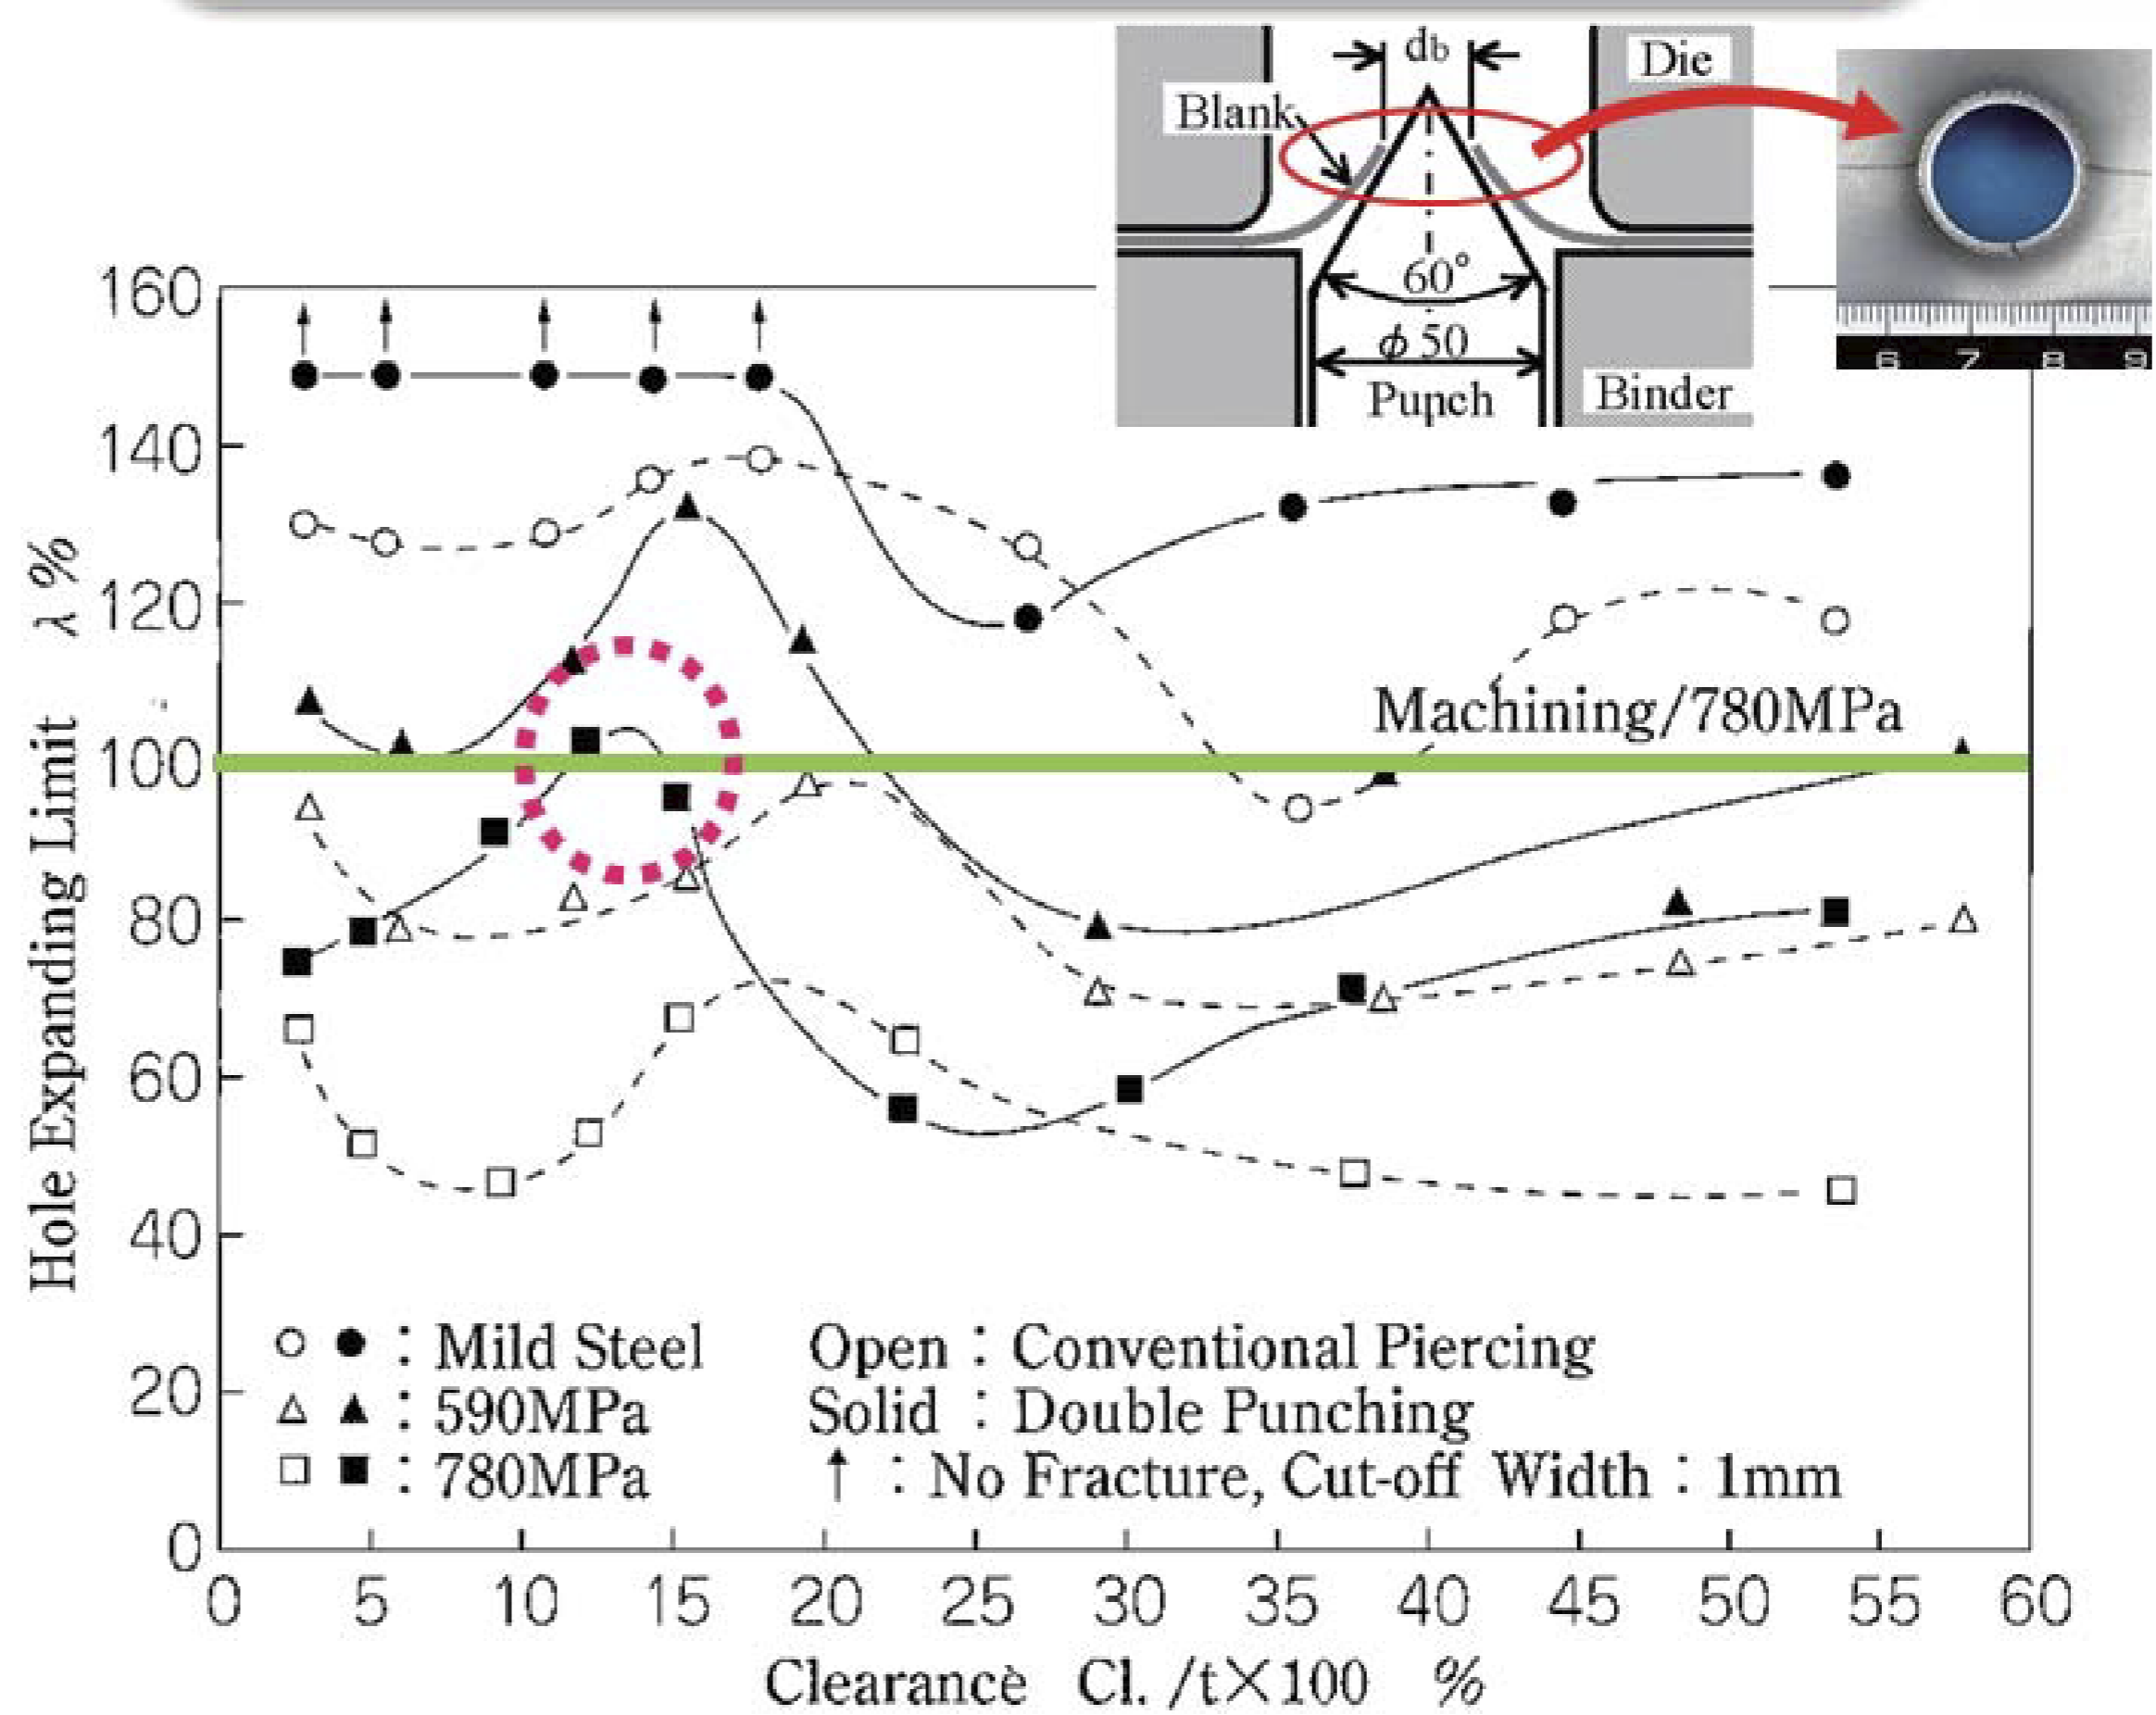 db
Die
Blank
60°
ϕ 50
Punch
Binder
6 7 8 9
160
140
120
100
80
60
40
20
0
Hole Expanding Limit λ %
Machining/780MPa
○ ● : Mild Steel
△ ▲ : 590MPa
□ ■ : 780MPa
Open : Conventional Piercing
Solid : Double Punching
↑ : No Fracture, Cut-off Width : 1mm
0 5 10 15 20 25 30 35 40 45 50 55 60
Clearance Cl. /t×100 %